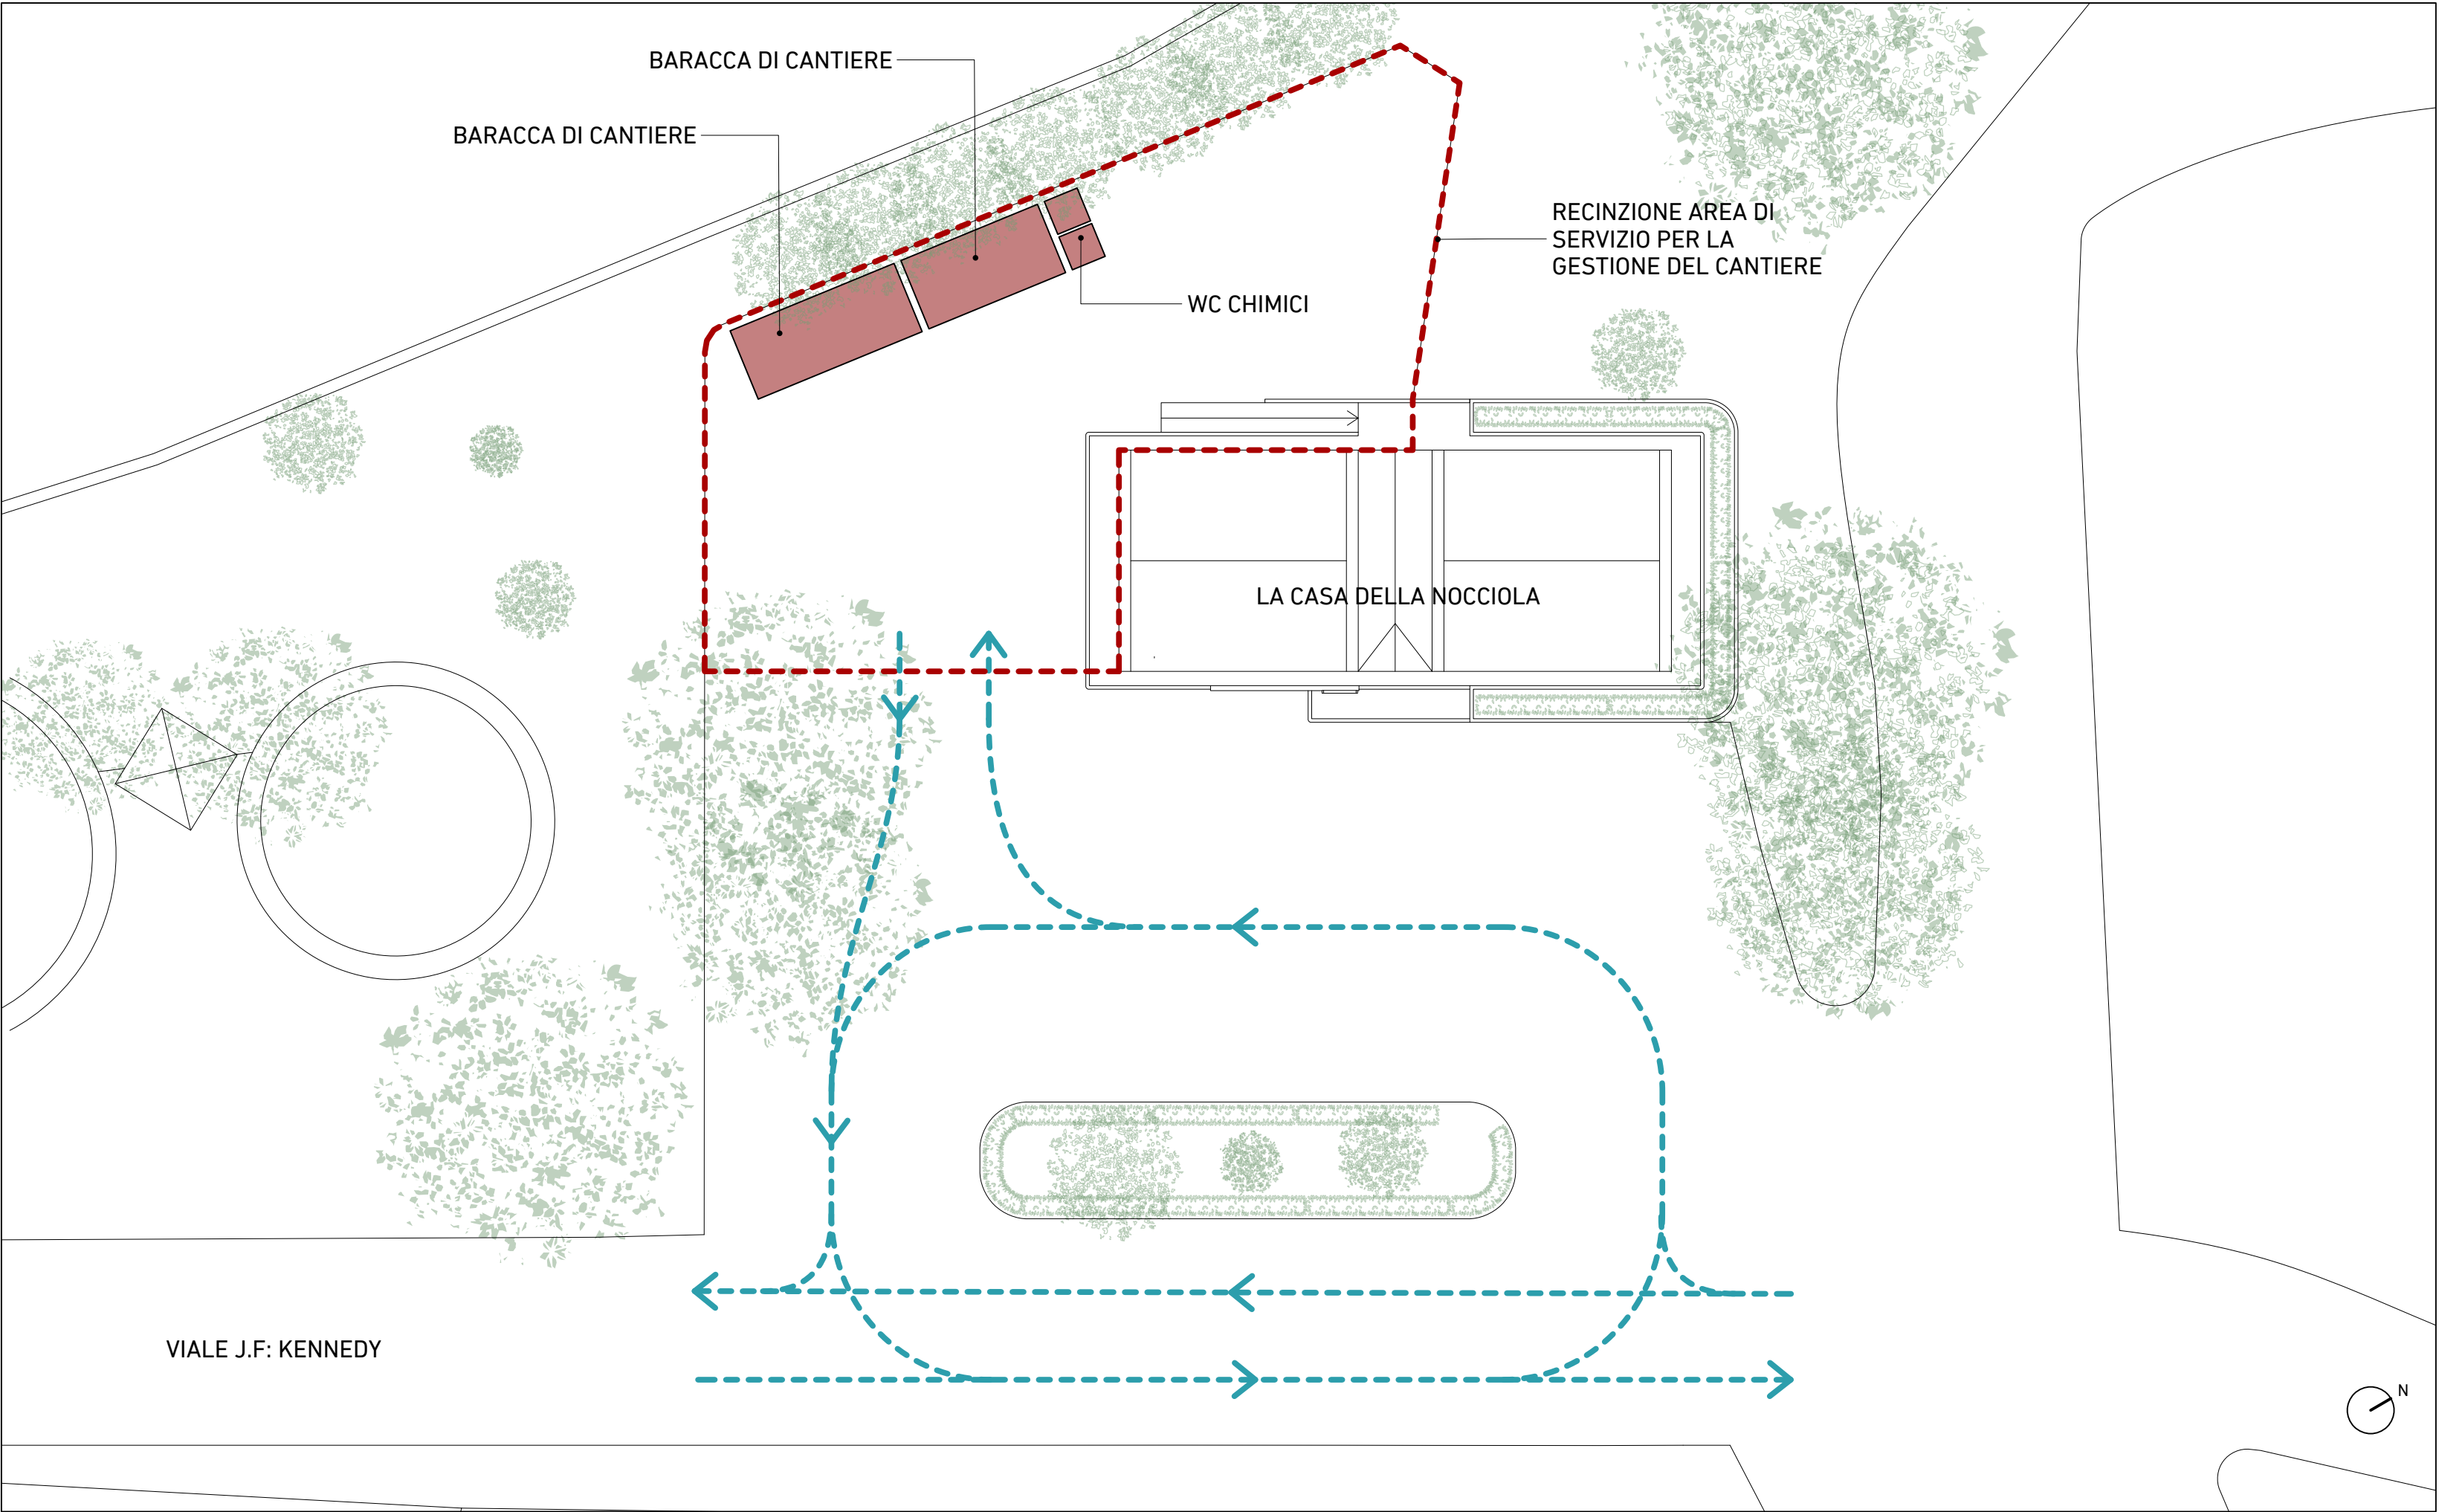 BARACCA DI CANTIERE
BARACCA DI CANTIERE
RECINZIONE AREA DI
SERVIZIO PER LA
GESTIONE DEL CANTIERE
WC CHIMICI
LA CASA DELLA NOCCIOLA
VIALE J.F: KENNEDY
N